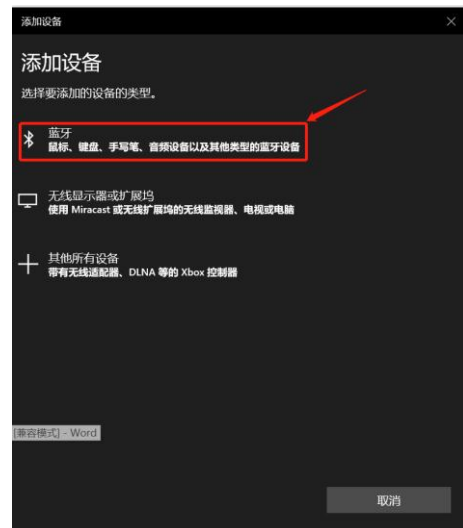 添加设备
添加设备
选择要添加的设备的类型。
蓝牙
鼠标、键盘、手写笔、音频设备以及其他类型的蓝牙设备
无线显示器或扩展坞
使用 Miracast 或无线扩展坞的无线监视器、电视或电脑
其他所有设备
带有无线适配器、DLNA 等的 Xbox 控制器
[兼容模式] - Word
取消